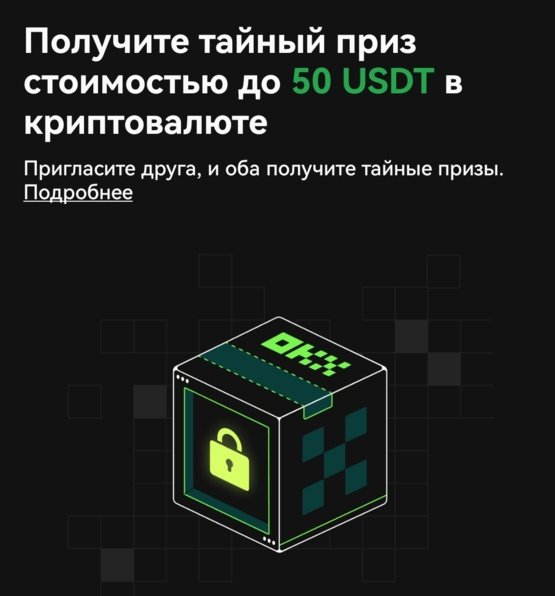 Получите тайный приз
стоимостью до 50 USDT в
криптовалюте
Пригласите друга, и оба получите тайные призы.
Подробнее
OKX